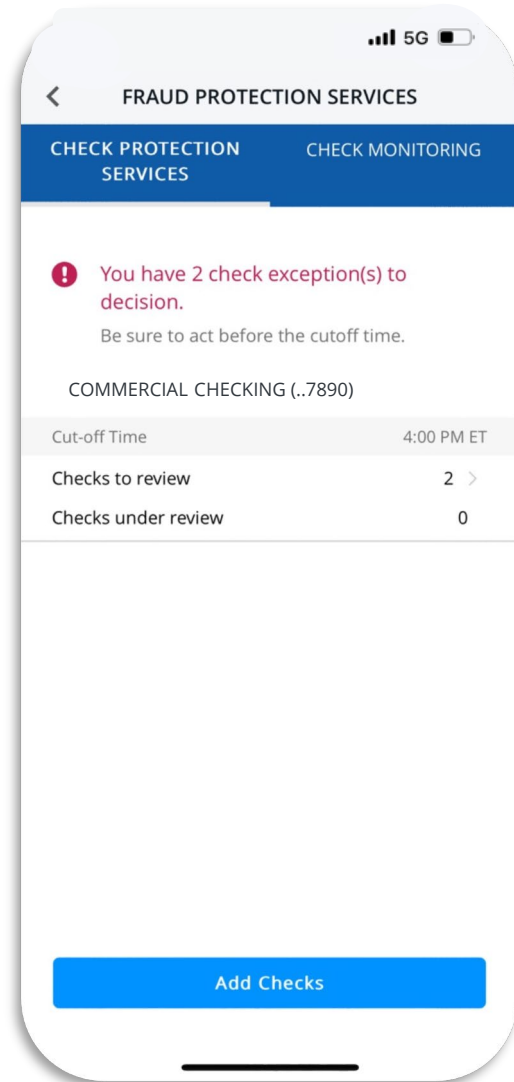 5G
FRAUD PROTECTION SERVICES
CHECK PROTECTION
SERVICES
CHECK MONITORING
You have 2 check exception(s) to
decision.
Be sure to act before the cutoff time.
COMMERCIAL CHECKING (..7890)
Cut-off Time 4:00 PM ET
Checks to review 2
Checks under review 0
Add Checks